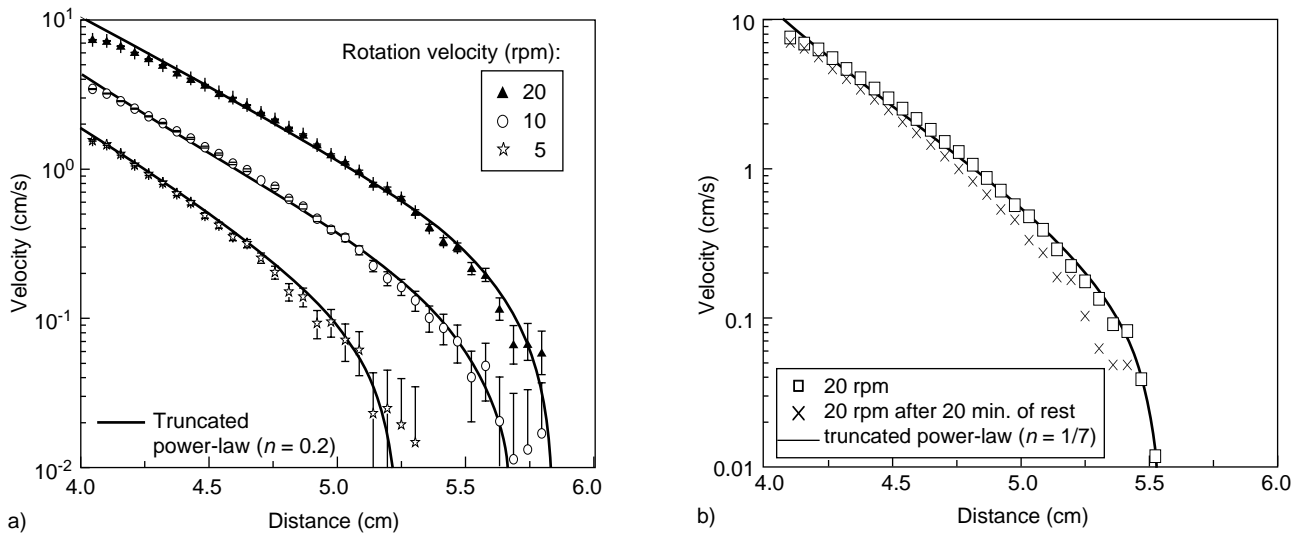 10¹
10⁰
10⁻¹
10⁻²
Velocity (cm/s)
Rotation velocity (rpm):
20
10
5
Truncated
power-law (n = 0.2)
4.0 4.5 5.0 5.5 6.0
Distance (cm)
a)
10
1
0.1
0.01
Velocity (cm/s)
20 rpm
20 rpm after 20 min. of rest
truncated power-law (n = 1/7)
4.0 4.5 5.0 5.5 6.0
Distance (cm)
b)